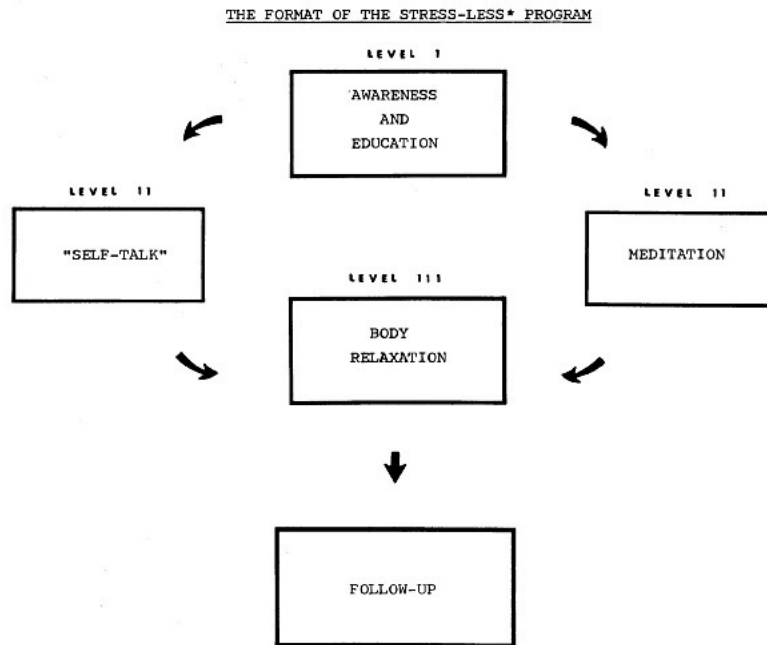 THE FORMAT OF THE STRESS-LESS* PROGRAM
LEVEL I
AWARENESS
AND
EDUCATION
LEVEL II
"SELF-TALK"
LEVEL II
MEDITATION
LEVEL III
BODY
RELAXATION
FOLLOW-UP